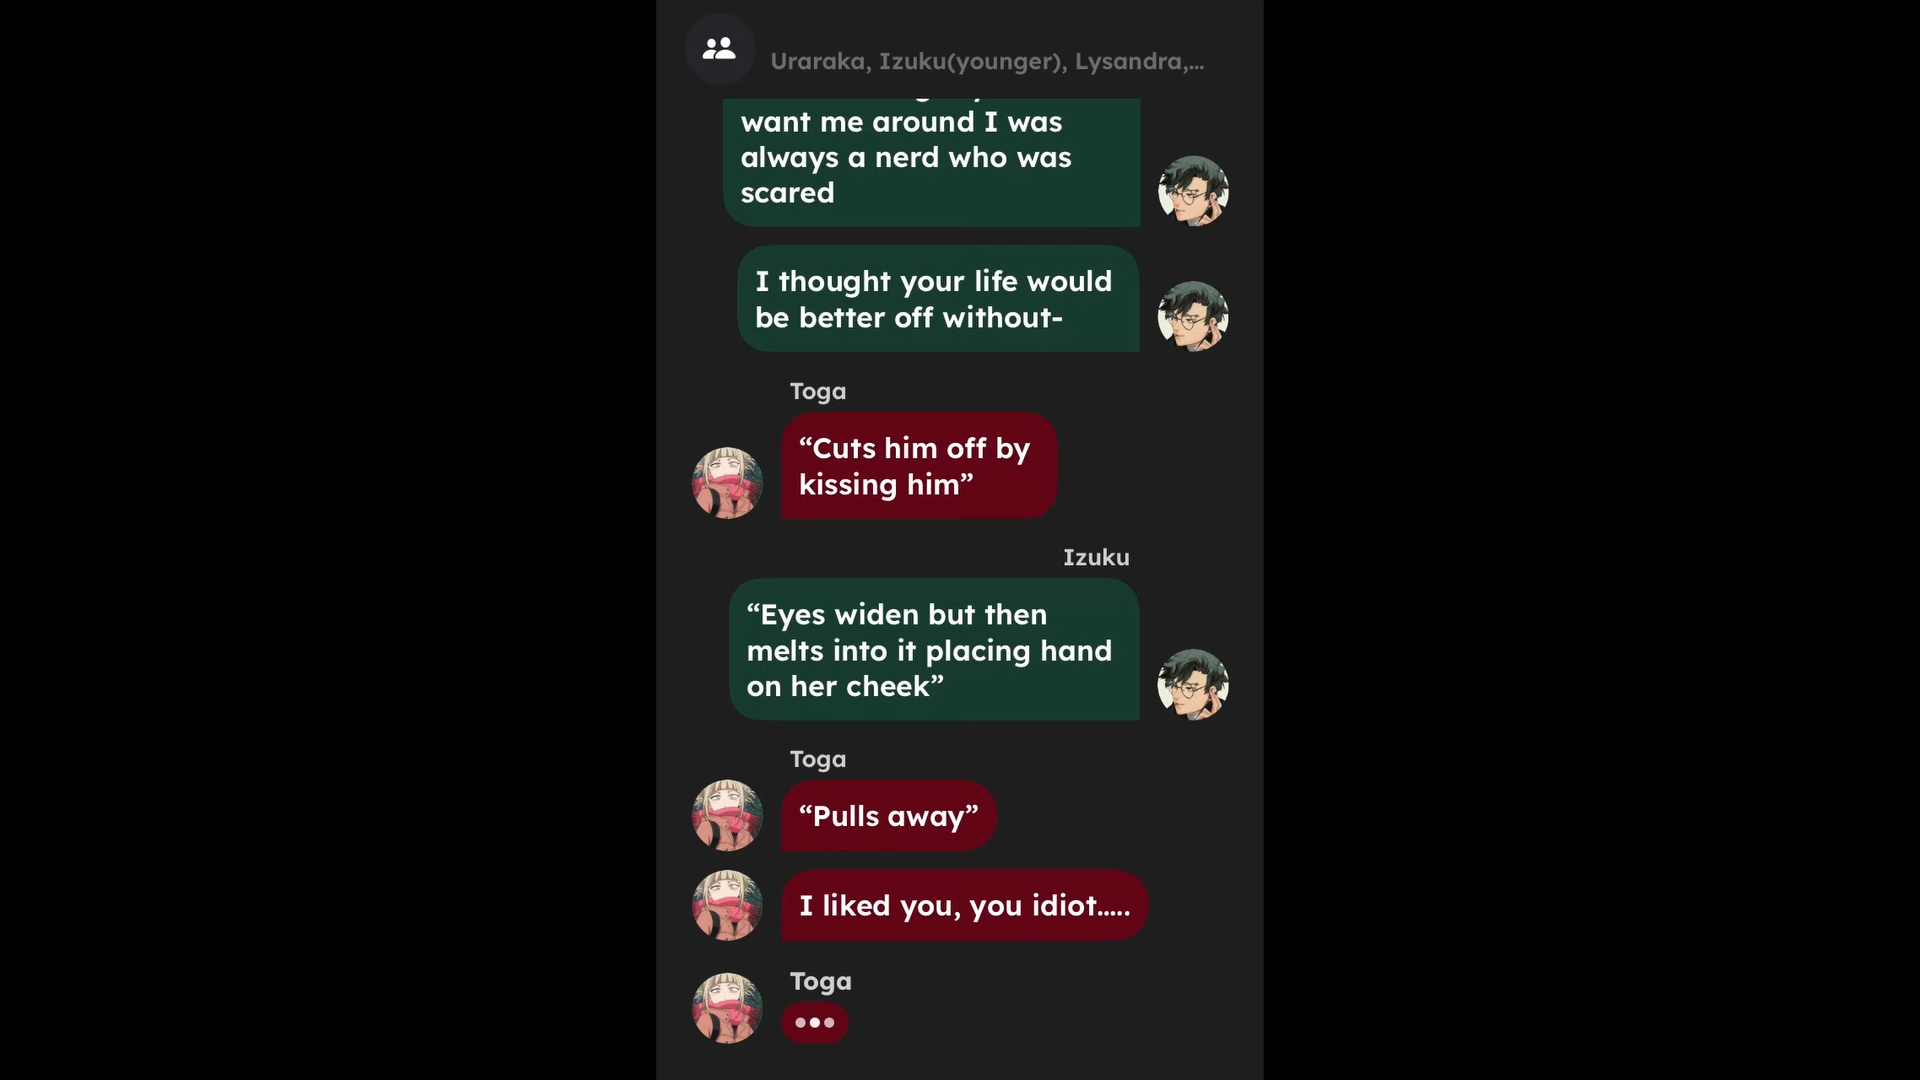 Uraraka, Izuku(younger), Lysandra,...
want me around I was
always a nerd who was
scared
I thought your life would
be better off without-
Toga
“Cuts him off by
kissing him”
Izuku
“Eyes widen but then
melts into it placing hand
on her cheek”
Toga
“Pulls away”
I liked you, you idiot.....
Toga